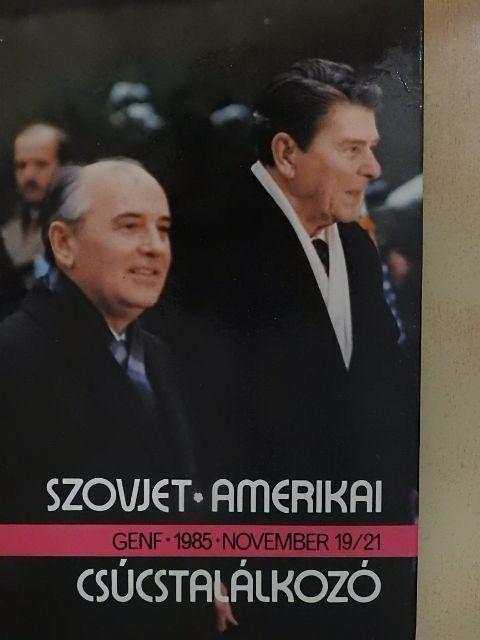 SZOVJET • AMERIKAI
GENF • 1985 • NOVEMBER 19/21
CSÚCSTALÁLKOZÓ